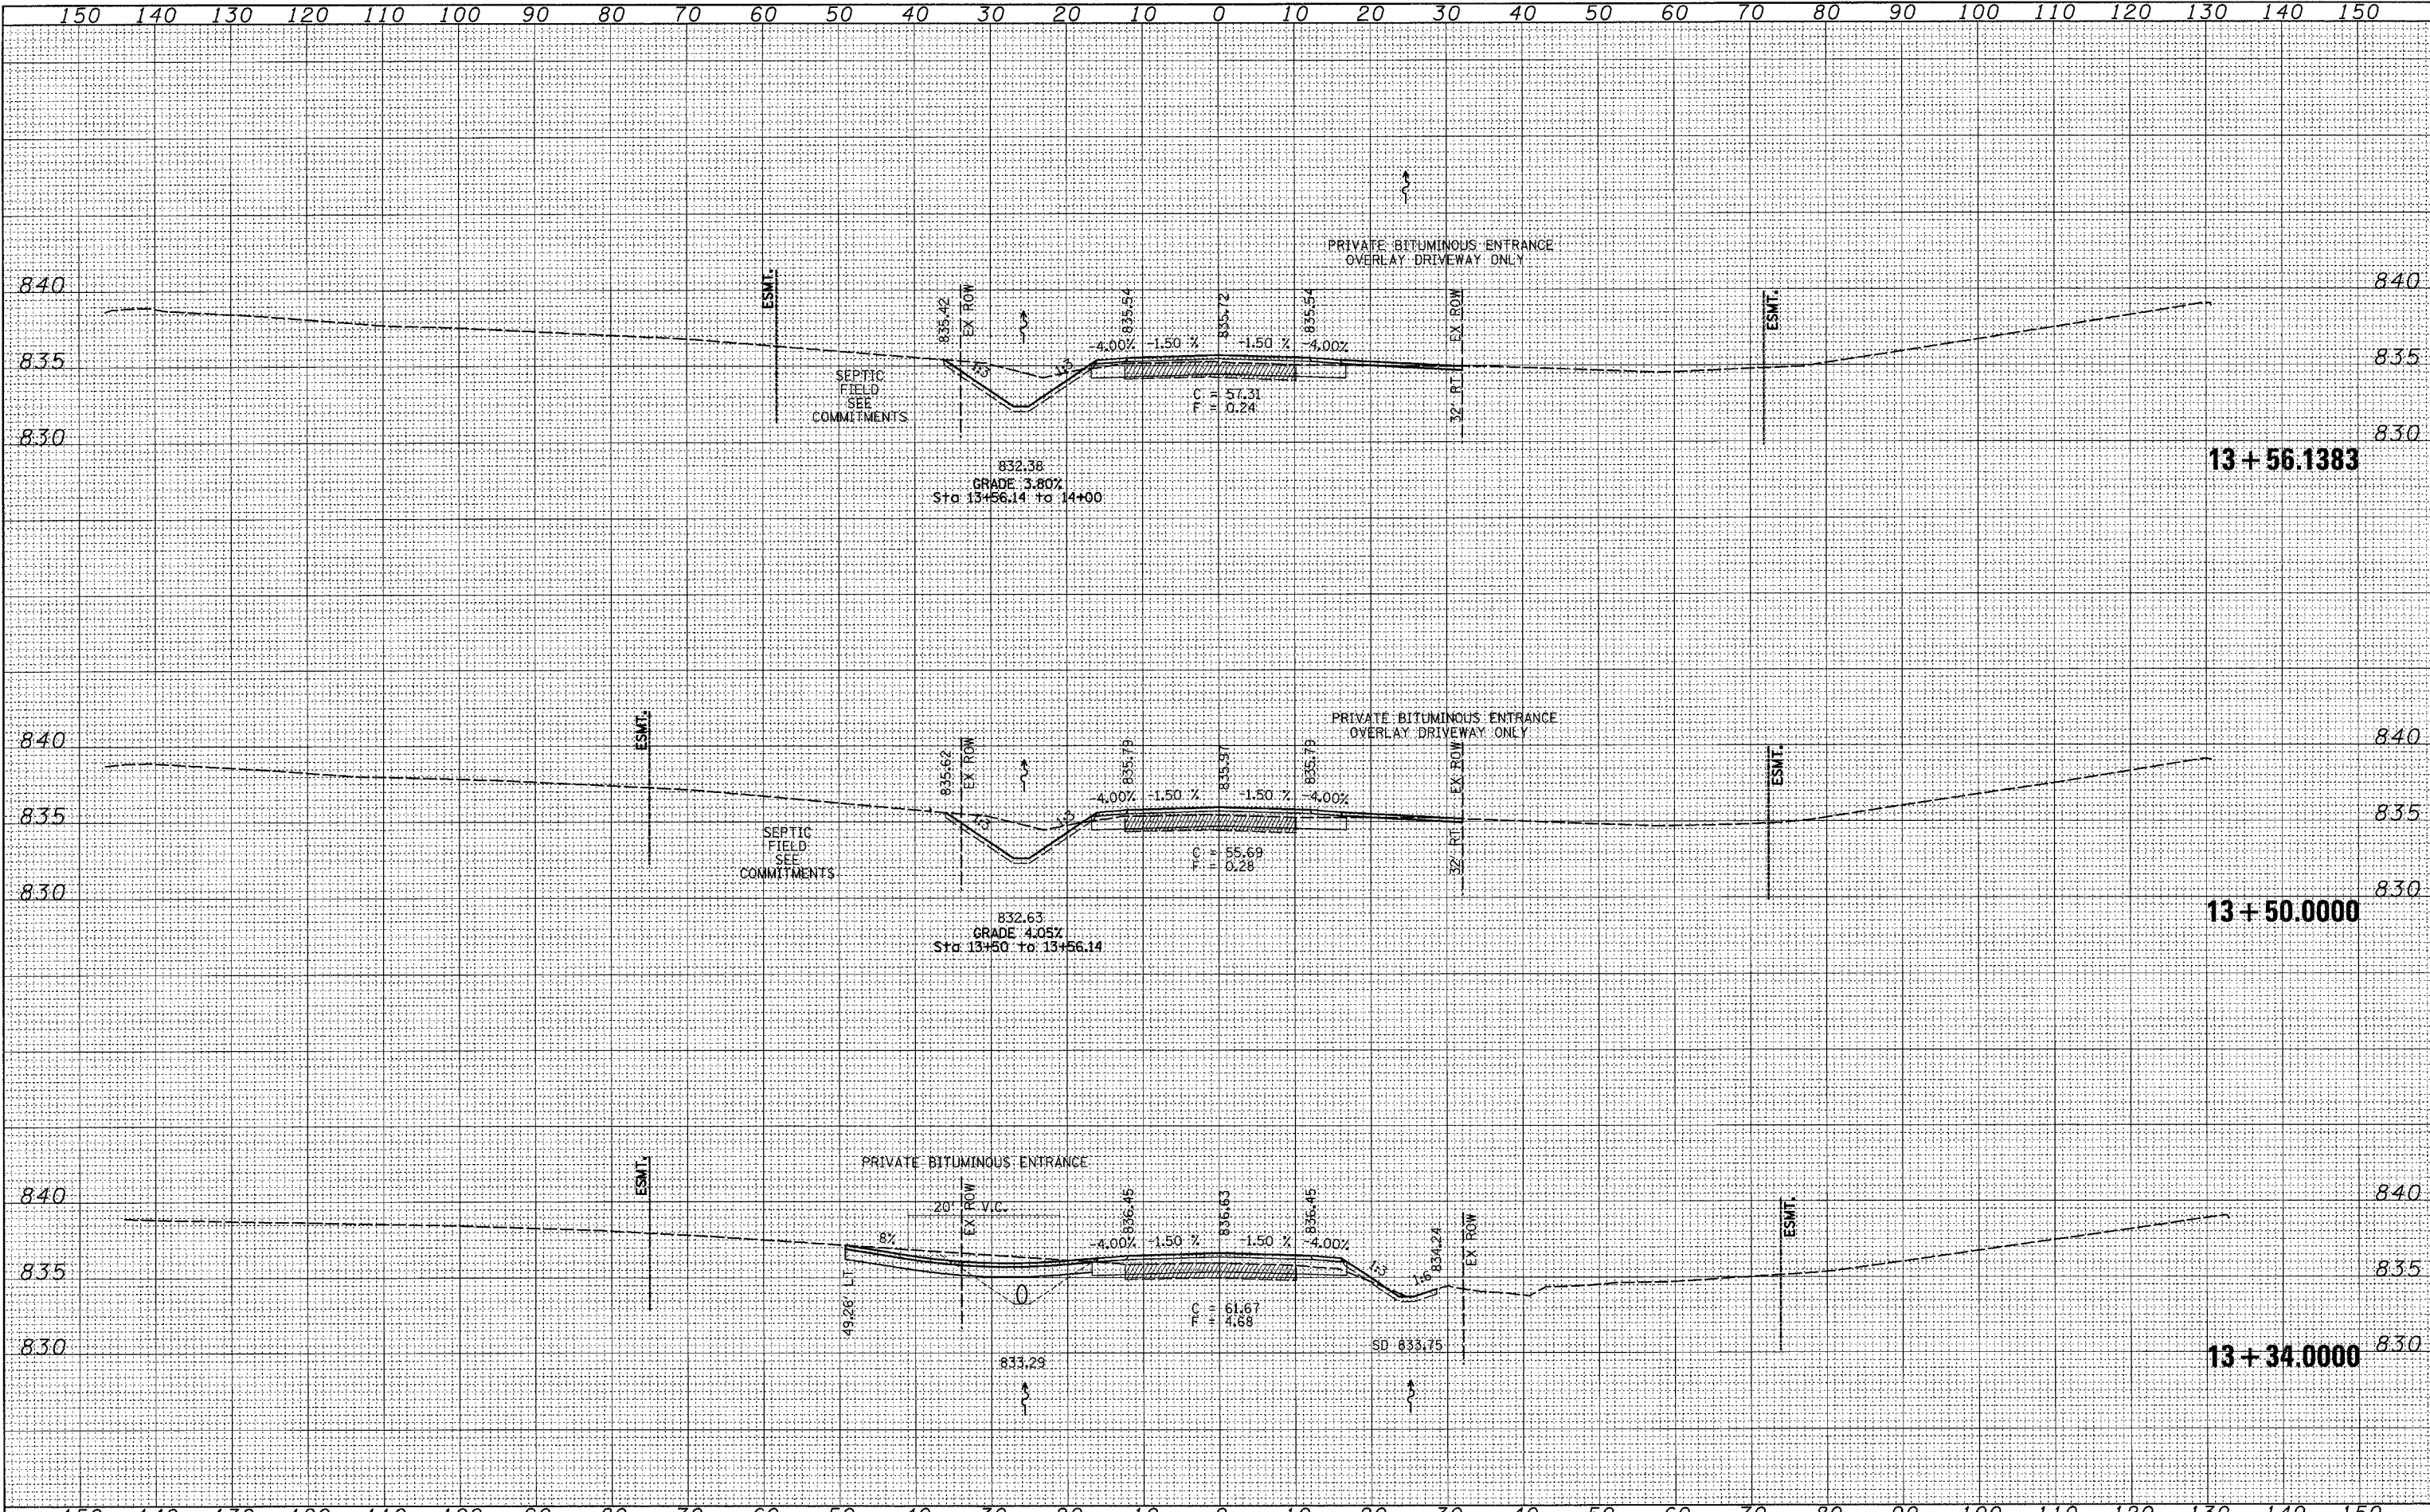 150 140 130 120 110 100 90 80 70 60 50 40 30 20 10 0 10 20 30 40 50 60 70 80 90 100 110 120 130 140 150
PRIVATE BITUMINOUS ENTRANCE
OVERLAY DRIVEWAY ONLY
840 ESMT. 835.42 EX ROW 835.54 835.72 835.54 EX ROW ESMT. 840
-4.00% -1.50 % -1.50 % -4.00%
835 1:3 1:3 835
SEPTIC
FIELD
SEE
COMMITMENTS
C = 57.31
F = 0.24
32' RT
830 830
13 + 56.1383
832.38
GRADE 3.80%
Sta 13+56.14 to 14+00
PRIVATE BITUMINOUS ENTRANCE
OVERLAY DRIVEWAY ONLY
840 ESMT. 835.62 EX ROW 835.79 835.97 835.79 EX ROW ESMT. 840
-4.00% -1.50 % -1.50 % -4.00%
835 1:3 1:3 835
SEPTIC
FIELD
SEE
COMMITMENTS
C = 55.69
F = 0.28
32' RT
830 830
13 + 50.0000
832.63
GRADE 4.05%
Sta 13+50 to 13+56.14
PRIVATE BITUMINOUS ENTRANCE
840 ESMT. 20' V.C. EX ROW 836.45 836.63 836.45 834.24 EX ROW ESMT. 840
8% -4.00% -1.50 % -1.50 % -4.00%
835 1:3 1:6 835
49.26' LT
C = 61.67
F = 4.68
830 SD 833.75 830
833.29
13 + 34.0000
150 140 130 120 110 100 90 80 70 60 50 40 30 20 10 0 10 20 30 40 50 60 70 80 90 100 110 120 130 140 150